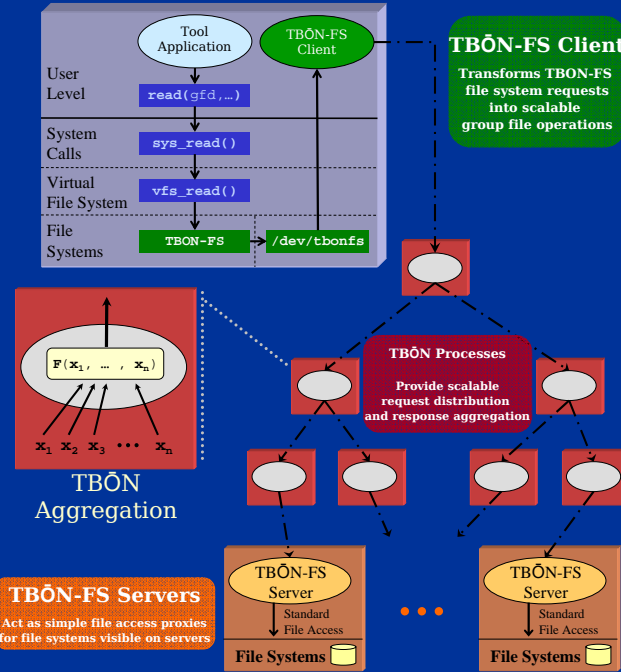 Tool
Application
TBŌN-FS
Client
User
Level
read(gfd,…)
System
Calls
sys_read()
Virtual
File System
vfs_read()
File
Systems
TBON-FS
/dev/tbonfs
TBŌN-FS Client
Transforms TBON-FS
file system requests
into scalable
group file operations
F(x1, … , xn)
x1 x2 x3 ••• xn
TBŌN
Aggregation
TBŌN Processes
Provide scalable
request distribution
and response aggregation
TBŌN-FS Servers
Act as simple file access proxies
for file systems visible on servers
TBŌN-FS
Server
Standard
File Access
File Systems
•••
TBŌN-FS
Server
Standard
File Access
File Systems